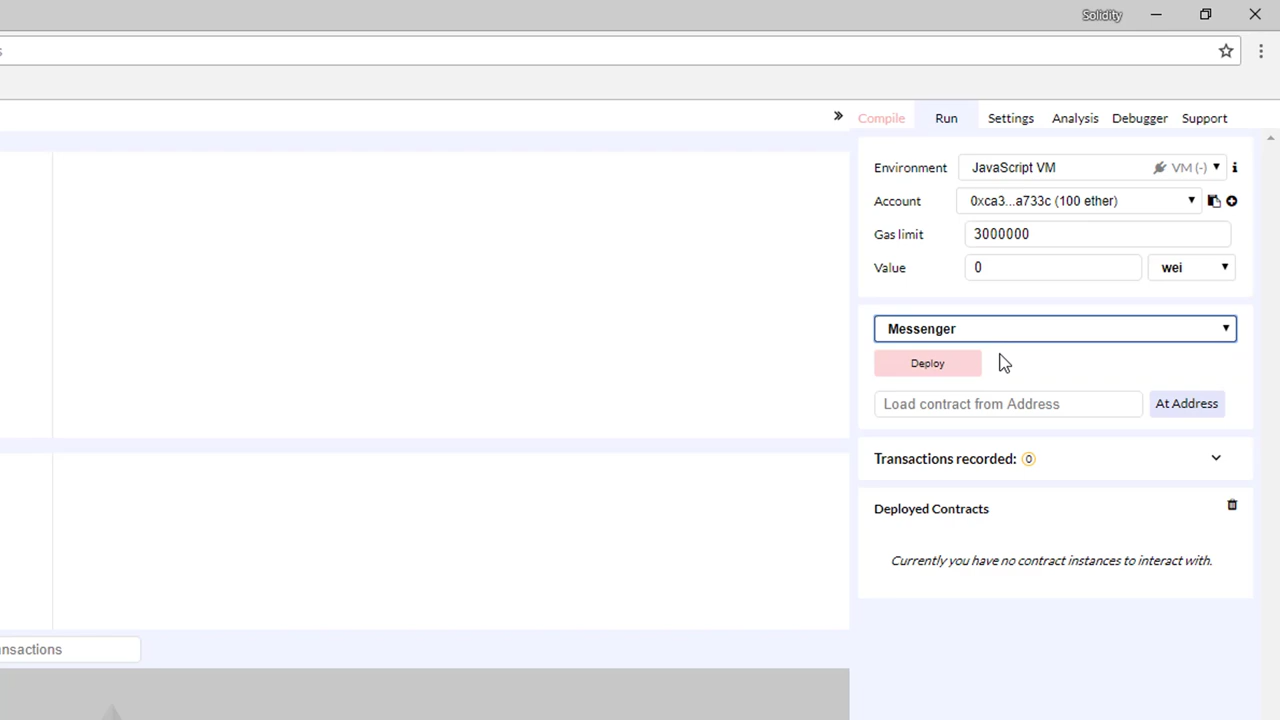 Solidity
s
Compile Run Settings Analysis Debugger Support
Environment JavaScript VM VM (-)
Account 0xca3...a733c (100 ether)
Gas limit 3000000
Value 0 wei
Messenger
Deploy
Load contract from Address At Address
Transactions recorded: 0
Deployed Contracts
Currently you have no contract instances to interact with.
ansactions